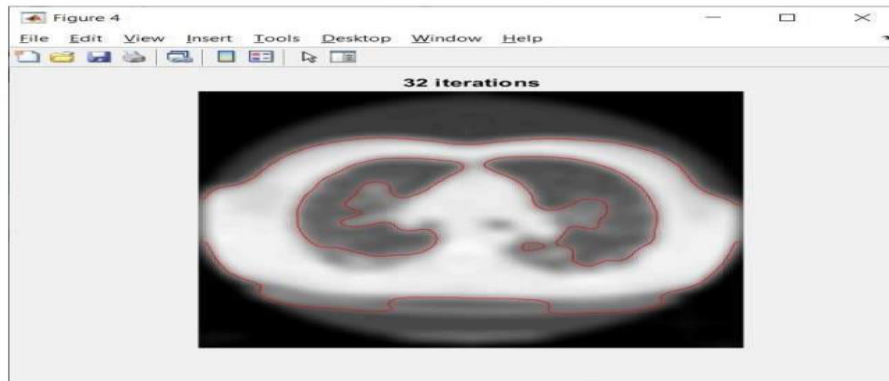 Figure 4
File Edit View Insert Tools Desktop Window Help
32 iterations